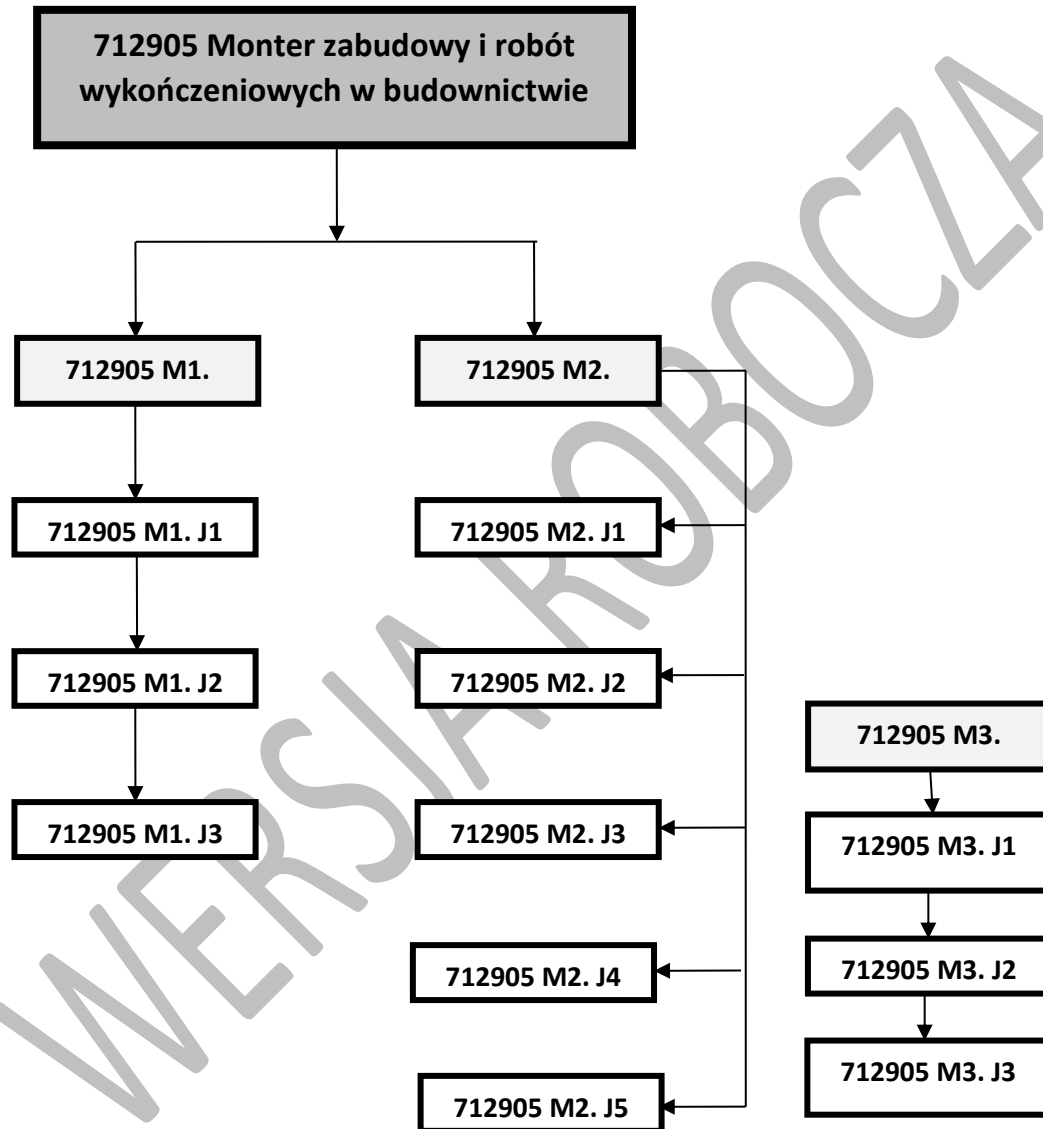 712905 Monter zabudowy i robót
wykończeniowych w budownictwie
712905 M1.
712905 M2.
712905 M1. J1
712905 M2. J1
712905 M1. J2
712905 M2. J2
712905 M3.
712905 M1. J3
712905 M2. J3
712905 M3. J1
712905 M2. J4
712905 M3. J2
712905 M3. J3
712905 M2. J5
WERSJA ROBOCZA